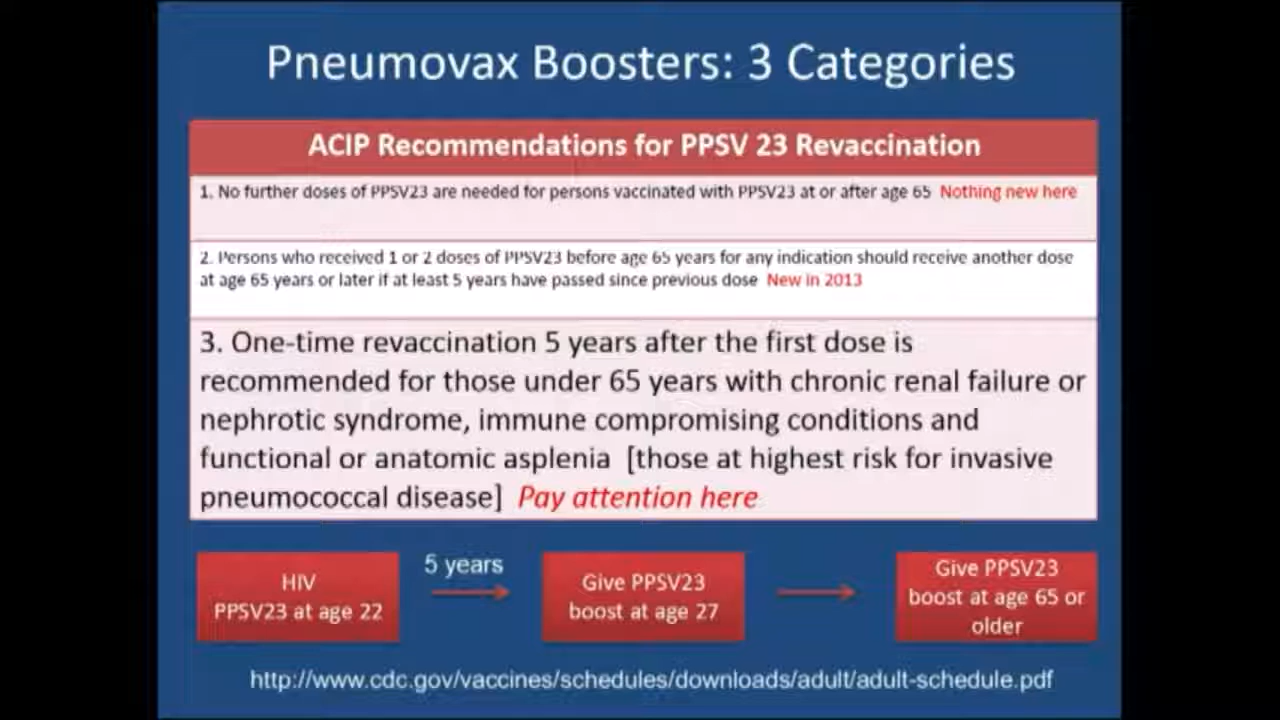 Pneumovax Boosters: 3 Categories
ACIP Recommendations for PPSV 23 Revaccination
1. No further doses of PPSV23 are needed for persons vaccinated with PPSV23 at or after age 65 Nothing new here
2. Persons who received 1 or 2 doses of PPSV23 before age 65 years for any indication should receive another dose
at age 65 years or later if at least 5 years have passed since previous dose New in 2013
3. One-time revaccination 5 years after the first dose is
recommended for those under 65 years with chronic renal failure or
nephrotic syndrome, immune compromising conditions and
functional or anatomic asplenia [those at highest risk for invasive
pneumococcal disease] Pay attention here
HIV
PPSV23 at age 22
5 years
Give PPSV23
boost at age 27
Give PPSV23
boost at age 65 or
older
http://www.cdc.gov/vaccines/schedules/downloads/adult/adult-schedule.pdf